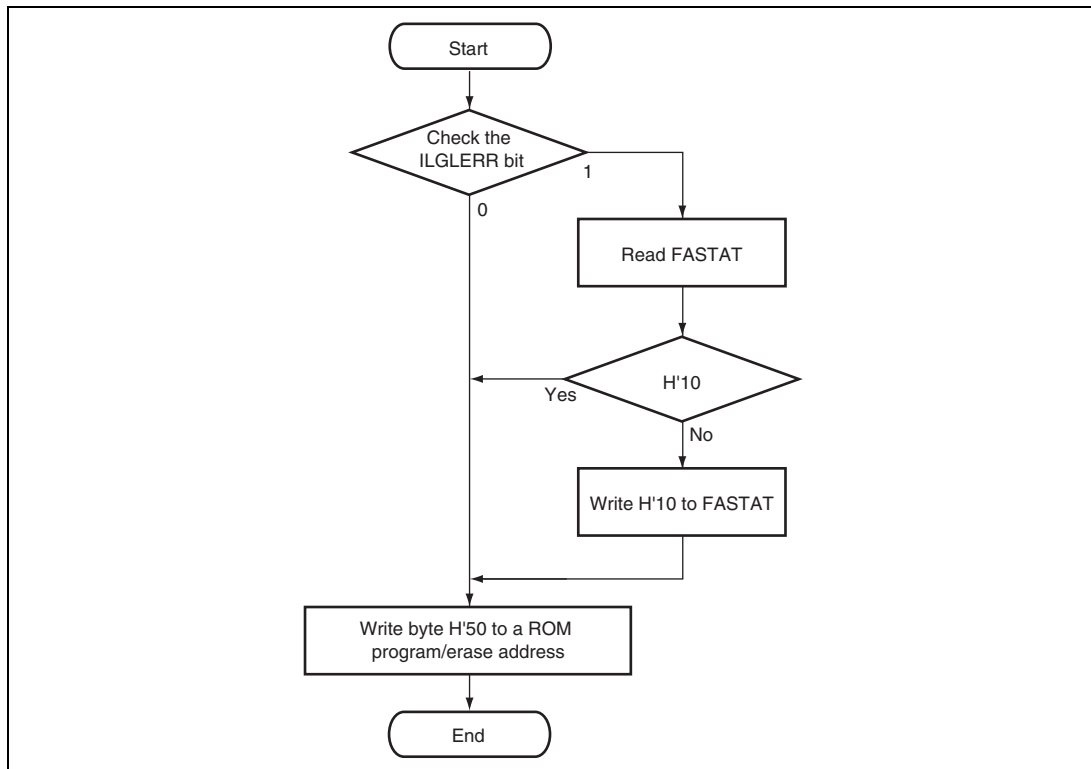 Start
Check the
ILGLERR bit
1
0
Read FASTAT
H'10
Yes
No
Write H'10 to FASTAT
Write byte H'50 to a ROM
program/erase address
End